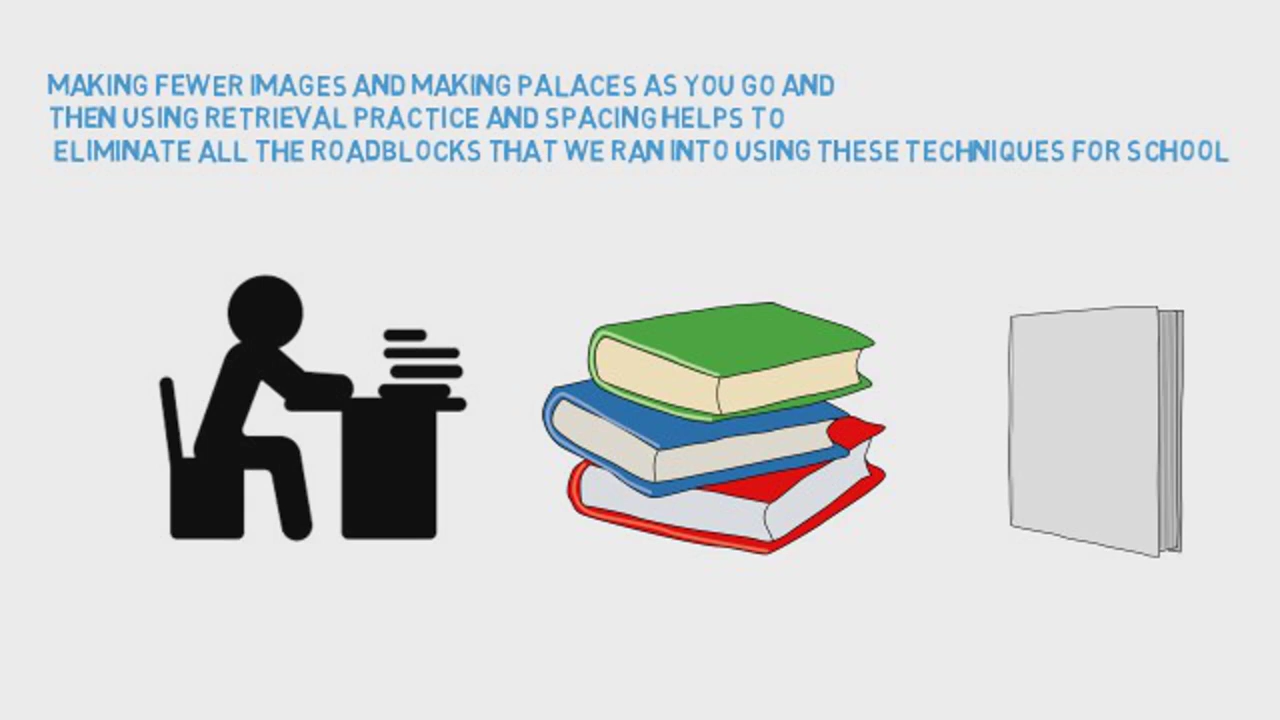 MAKING FEWER IMAGES AND MAKING PALACES AS YOU GO AND
THEN USING RETRIEVAL PRACTICE AND SPACING HELPS TO
ELIMINATE ALL THE ROADBLOCKS THAT WE RAN INTO USING THESE TECHNIQUES FOR SCHOOL